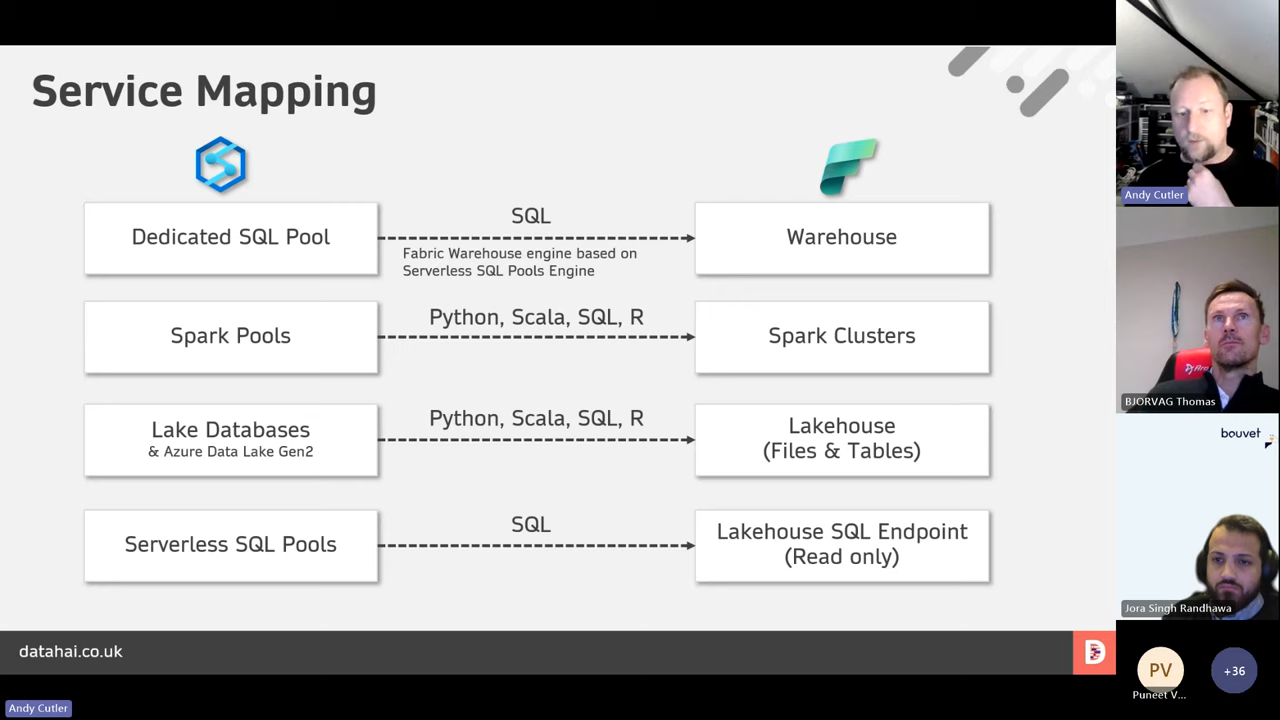 Service Mapping
Dedicated SQL Pool
SQL
Fabric Warehouse engine based on
Serverless SQL Pools Engine
Warehouse
Spark Pools
Python, Scala, SQL, R
Spark Clusters
Lake Databases
& Azure Data Lake Gen2
Python, Scala, SQL, R
Lakehouse
(Files & Tables)
Serverless SQL Pools
SQL
Lakehouse SQL Endpoint
(Read only)
datahai.co.uk
D
Andy Cutler
Andy Cutler
BJORVAG Thomas
bouvet
Jora Singh Randhawa
PV
Puneet V...
+36